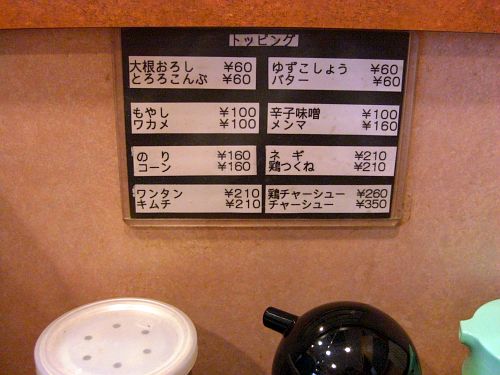 トッピング
大根おろし ¥60
とろろこんぶ ¥60
ゆずこしょう ¥60
バター ¥60
もやし ¥100
ワカメ ¥100
辛子味噌 ¥100
メンマ ¥160
のり ¥160
コーン ¥160
ネギ ¥210
鶏つくね ¥210
ワンタン ¥210
キムチ ¥210
鶏チャーシュー ¥260
チャーシュー ¥350